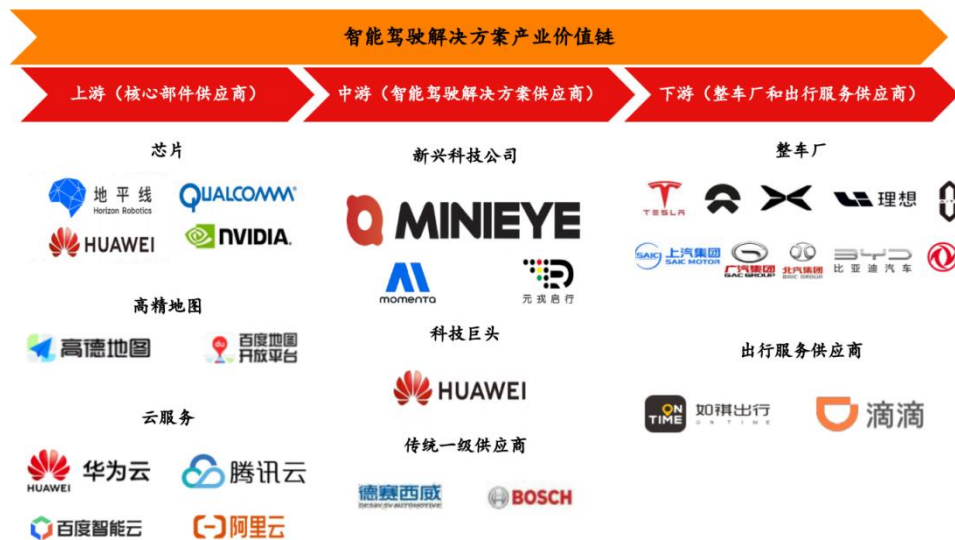 智能驾驶解决方案产业价值链
上游（核心部件供应商）
中游（智能驾驶解决方案供应商）
下游（整车厂和出行服务供应商）
芯片
地平线
Horizon Robotics
QUALCOMM
HUAWEI
NVIDIA.
高精地图
高德地图
百度地图
开放平台
云服务
HUAWEI
华为云
腾讯云
百度智能云
阿里云
新兴科技公司
MINIEYE
momenta
元戎启行
科技巨头
HUAWEI
传统一级供应商
德赛西威
DESAY SV AUTOMOTIVE
BOSCH
整车厂
TESLA
理想
SAIC
上汽集团
SAIC MOTOR
广汽集团
GAC GROUP
北汽集团
BAIC GROUP
BYD
比亚迪汽车
出行服务供应商
ON
TIME
如祺出行
ON TIME
滴滴